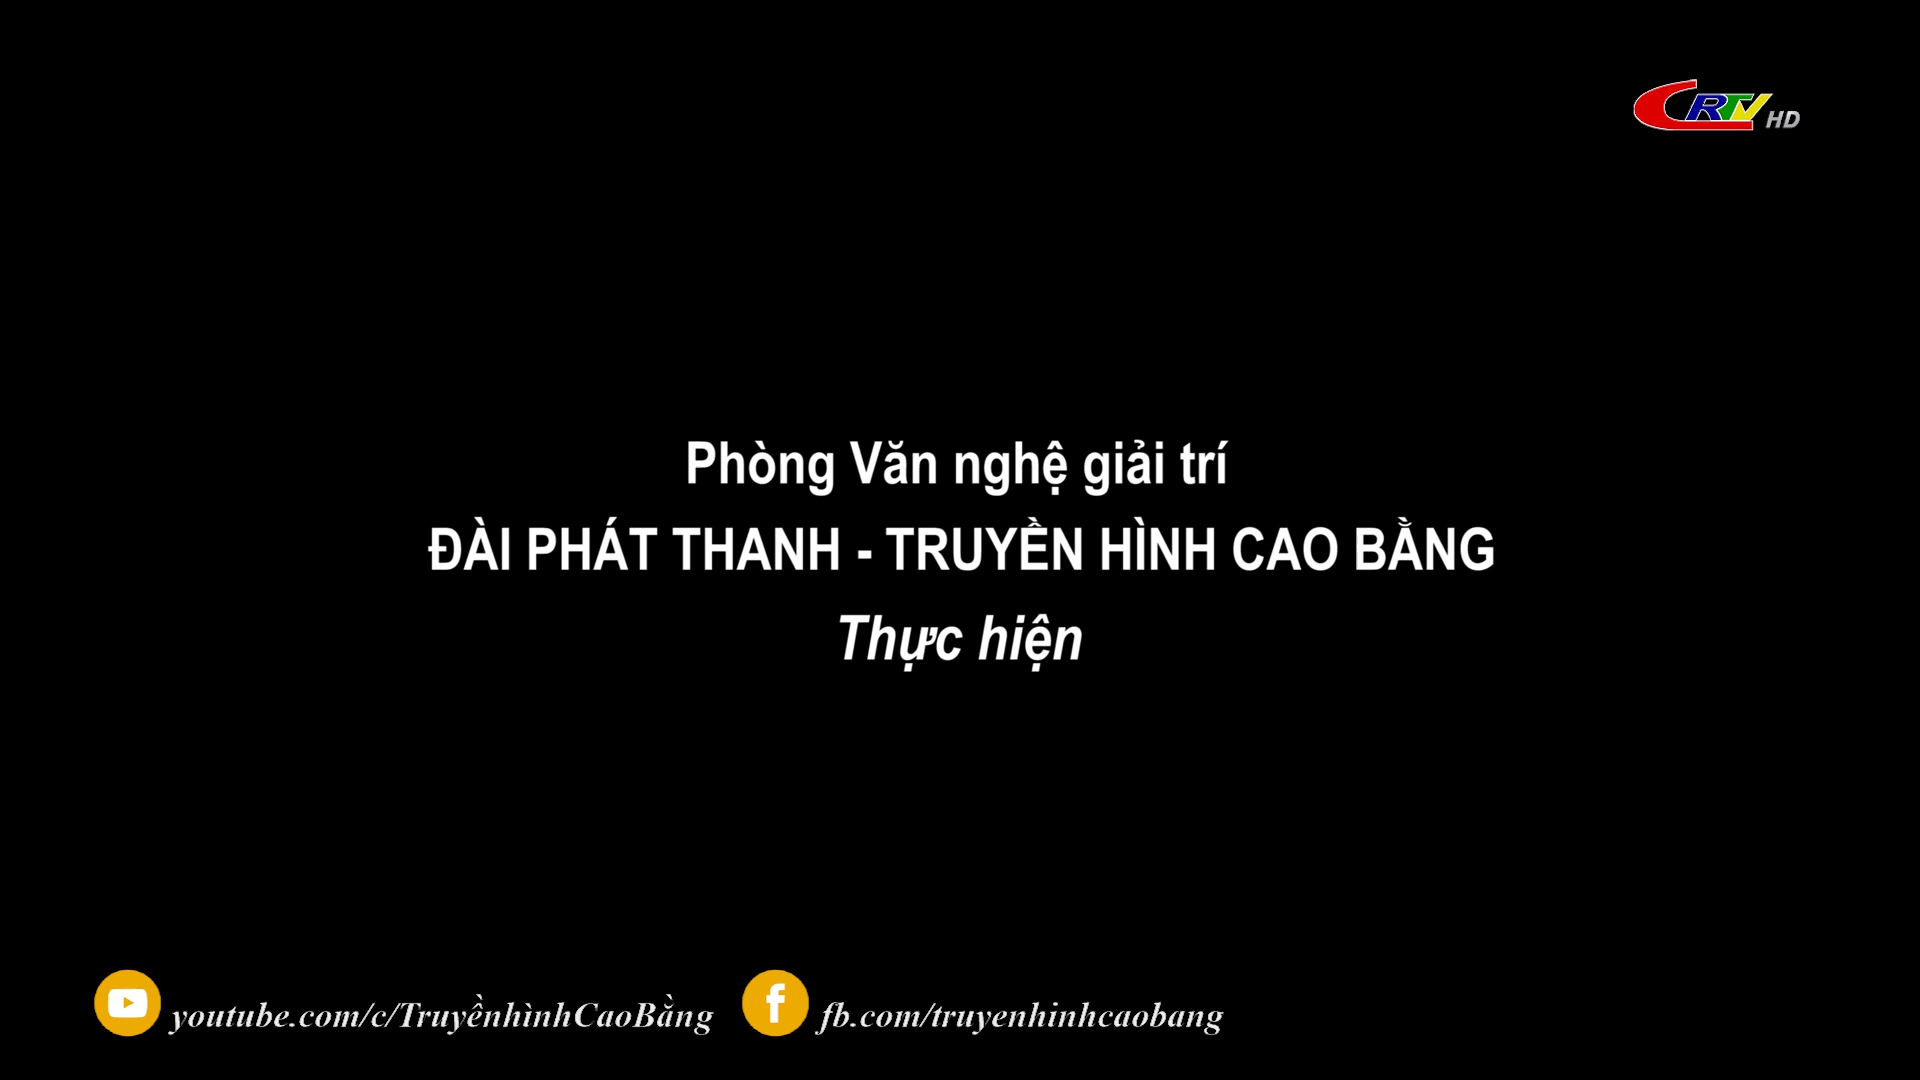 CRTV HD
Phòng Văn nghệ giải trí
ĐÀI PHÁT THANH - TRUYỀN HÌNH CAO BẰNG
Thực hiện
youtube.com/c/TruyềnhìnhCaoBằng
fb.com/truyenhinhcaobang